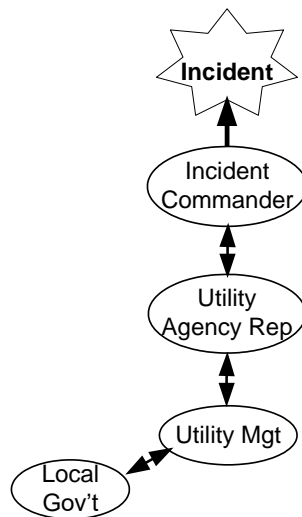 Incident
Incident
Commander
Utility
Agency Rep
Utility Mgt
Local
Gov't